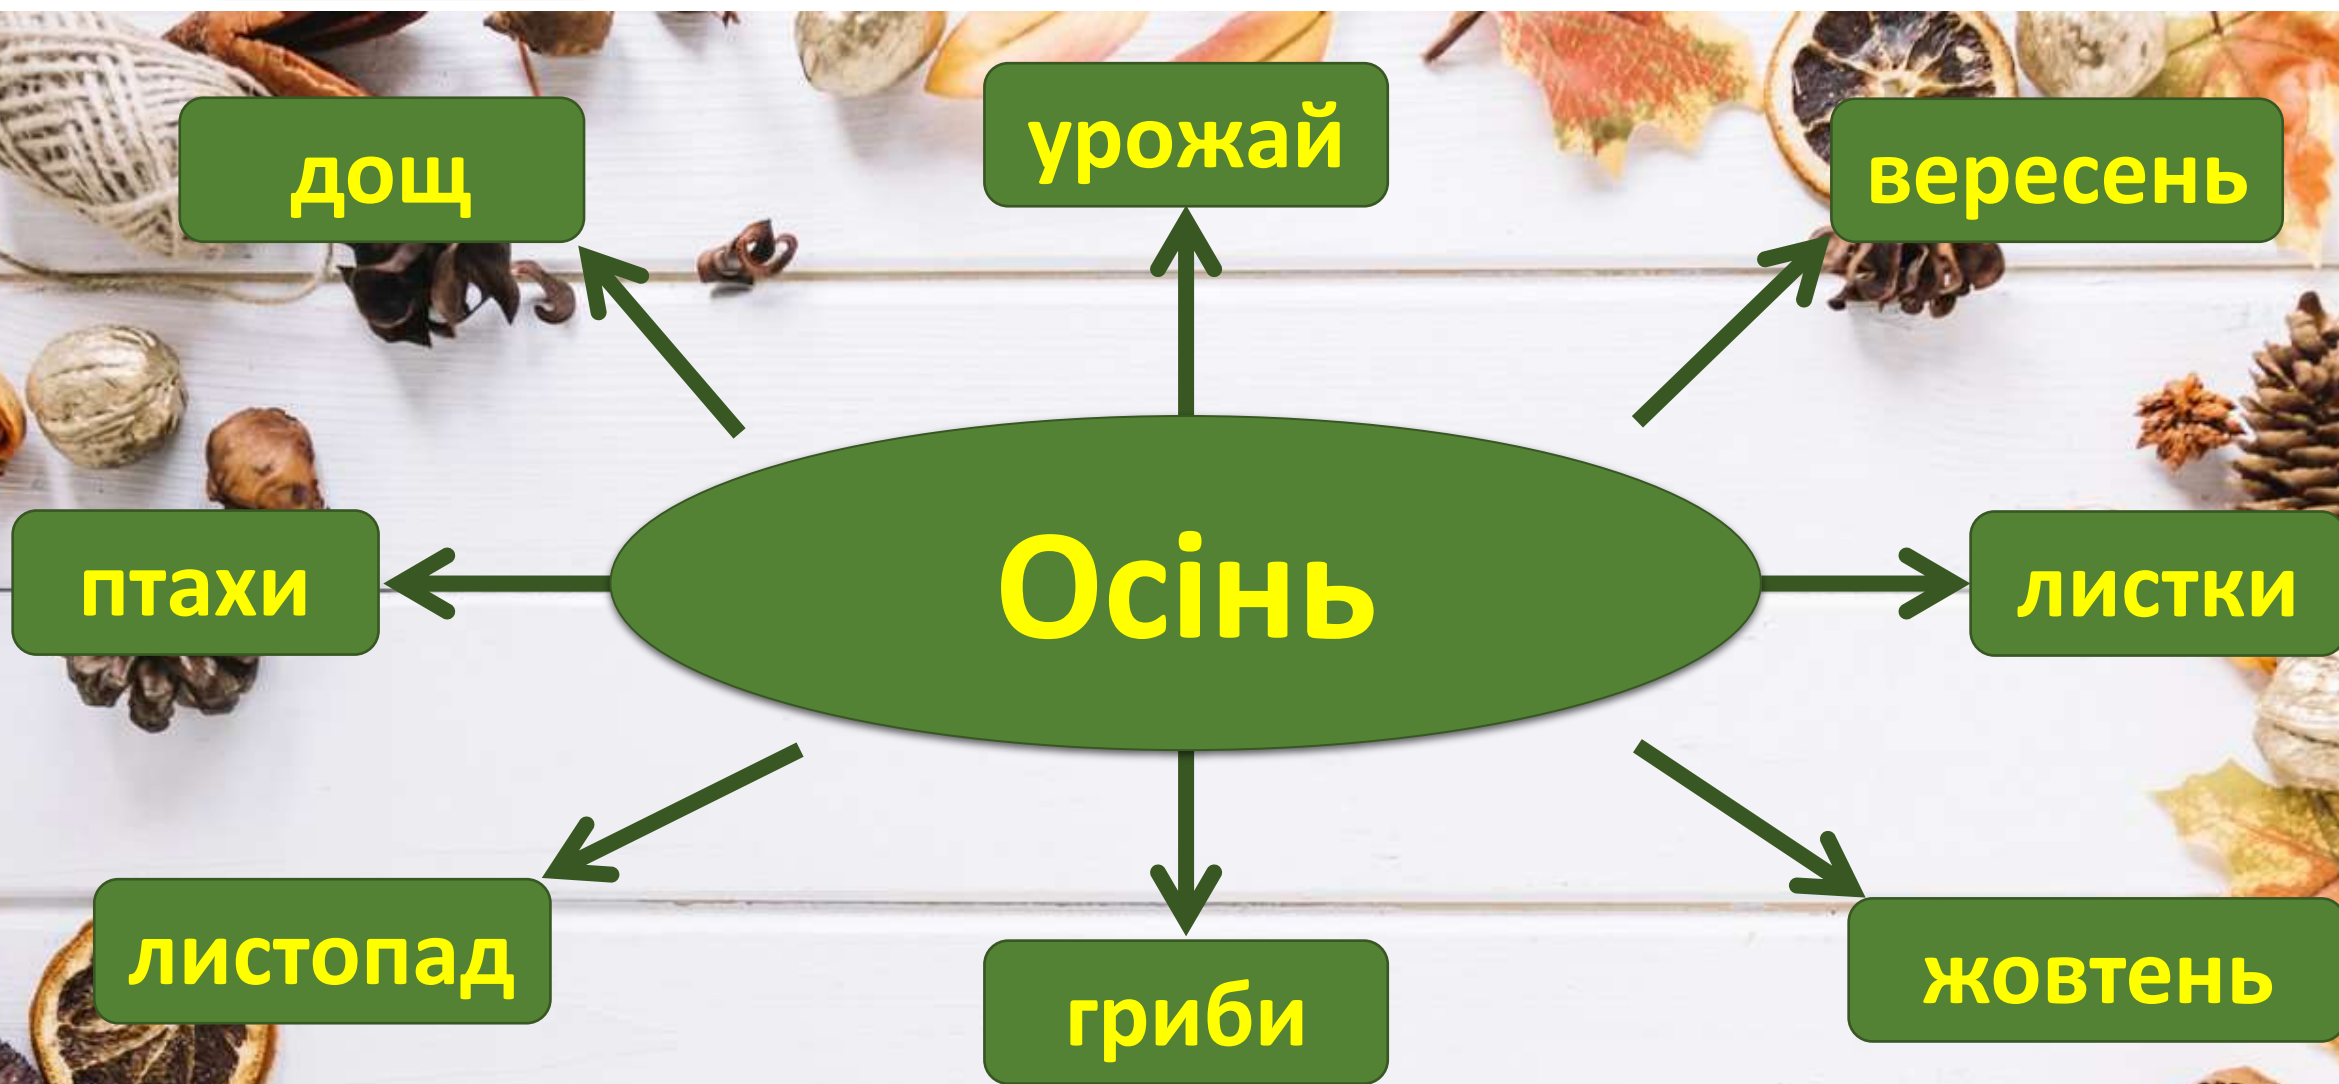 дощ
урожай
вересень
птахи
Осінь
листки
листопад
гриби
жовтень